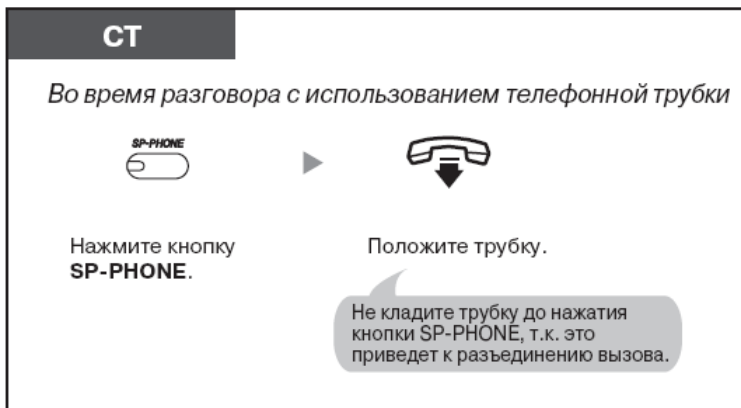 СТ
Во время разговора с использованием телефонной трубки
SP-PHONE
Нажмите кнопку
SP-PHONE.
Положите трубку.
Не кладите трубку до нажатия
кнопки SP-PHONE, т.к. это
приведет к разъединению вызова.